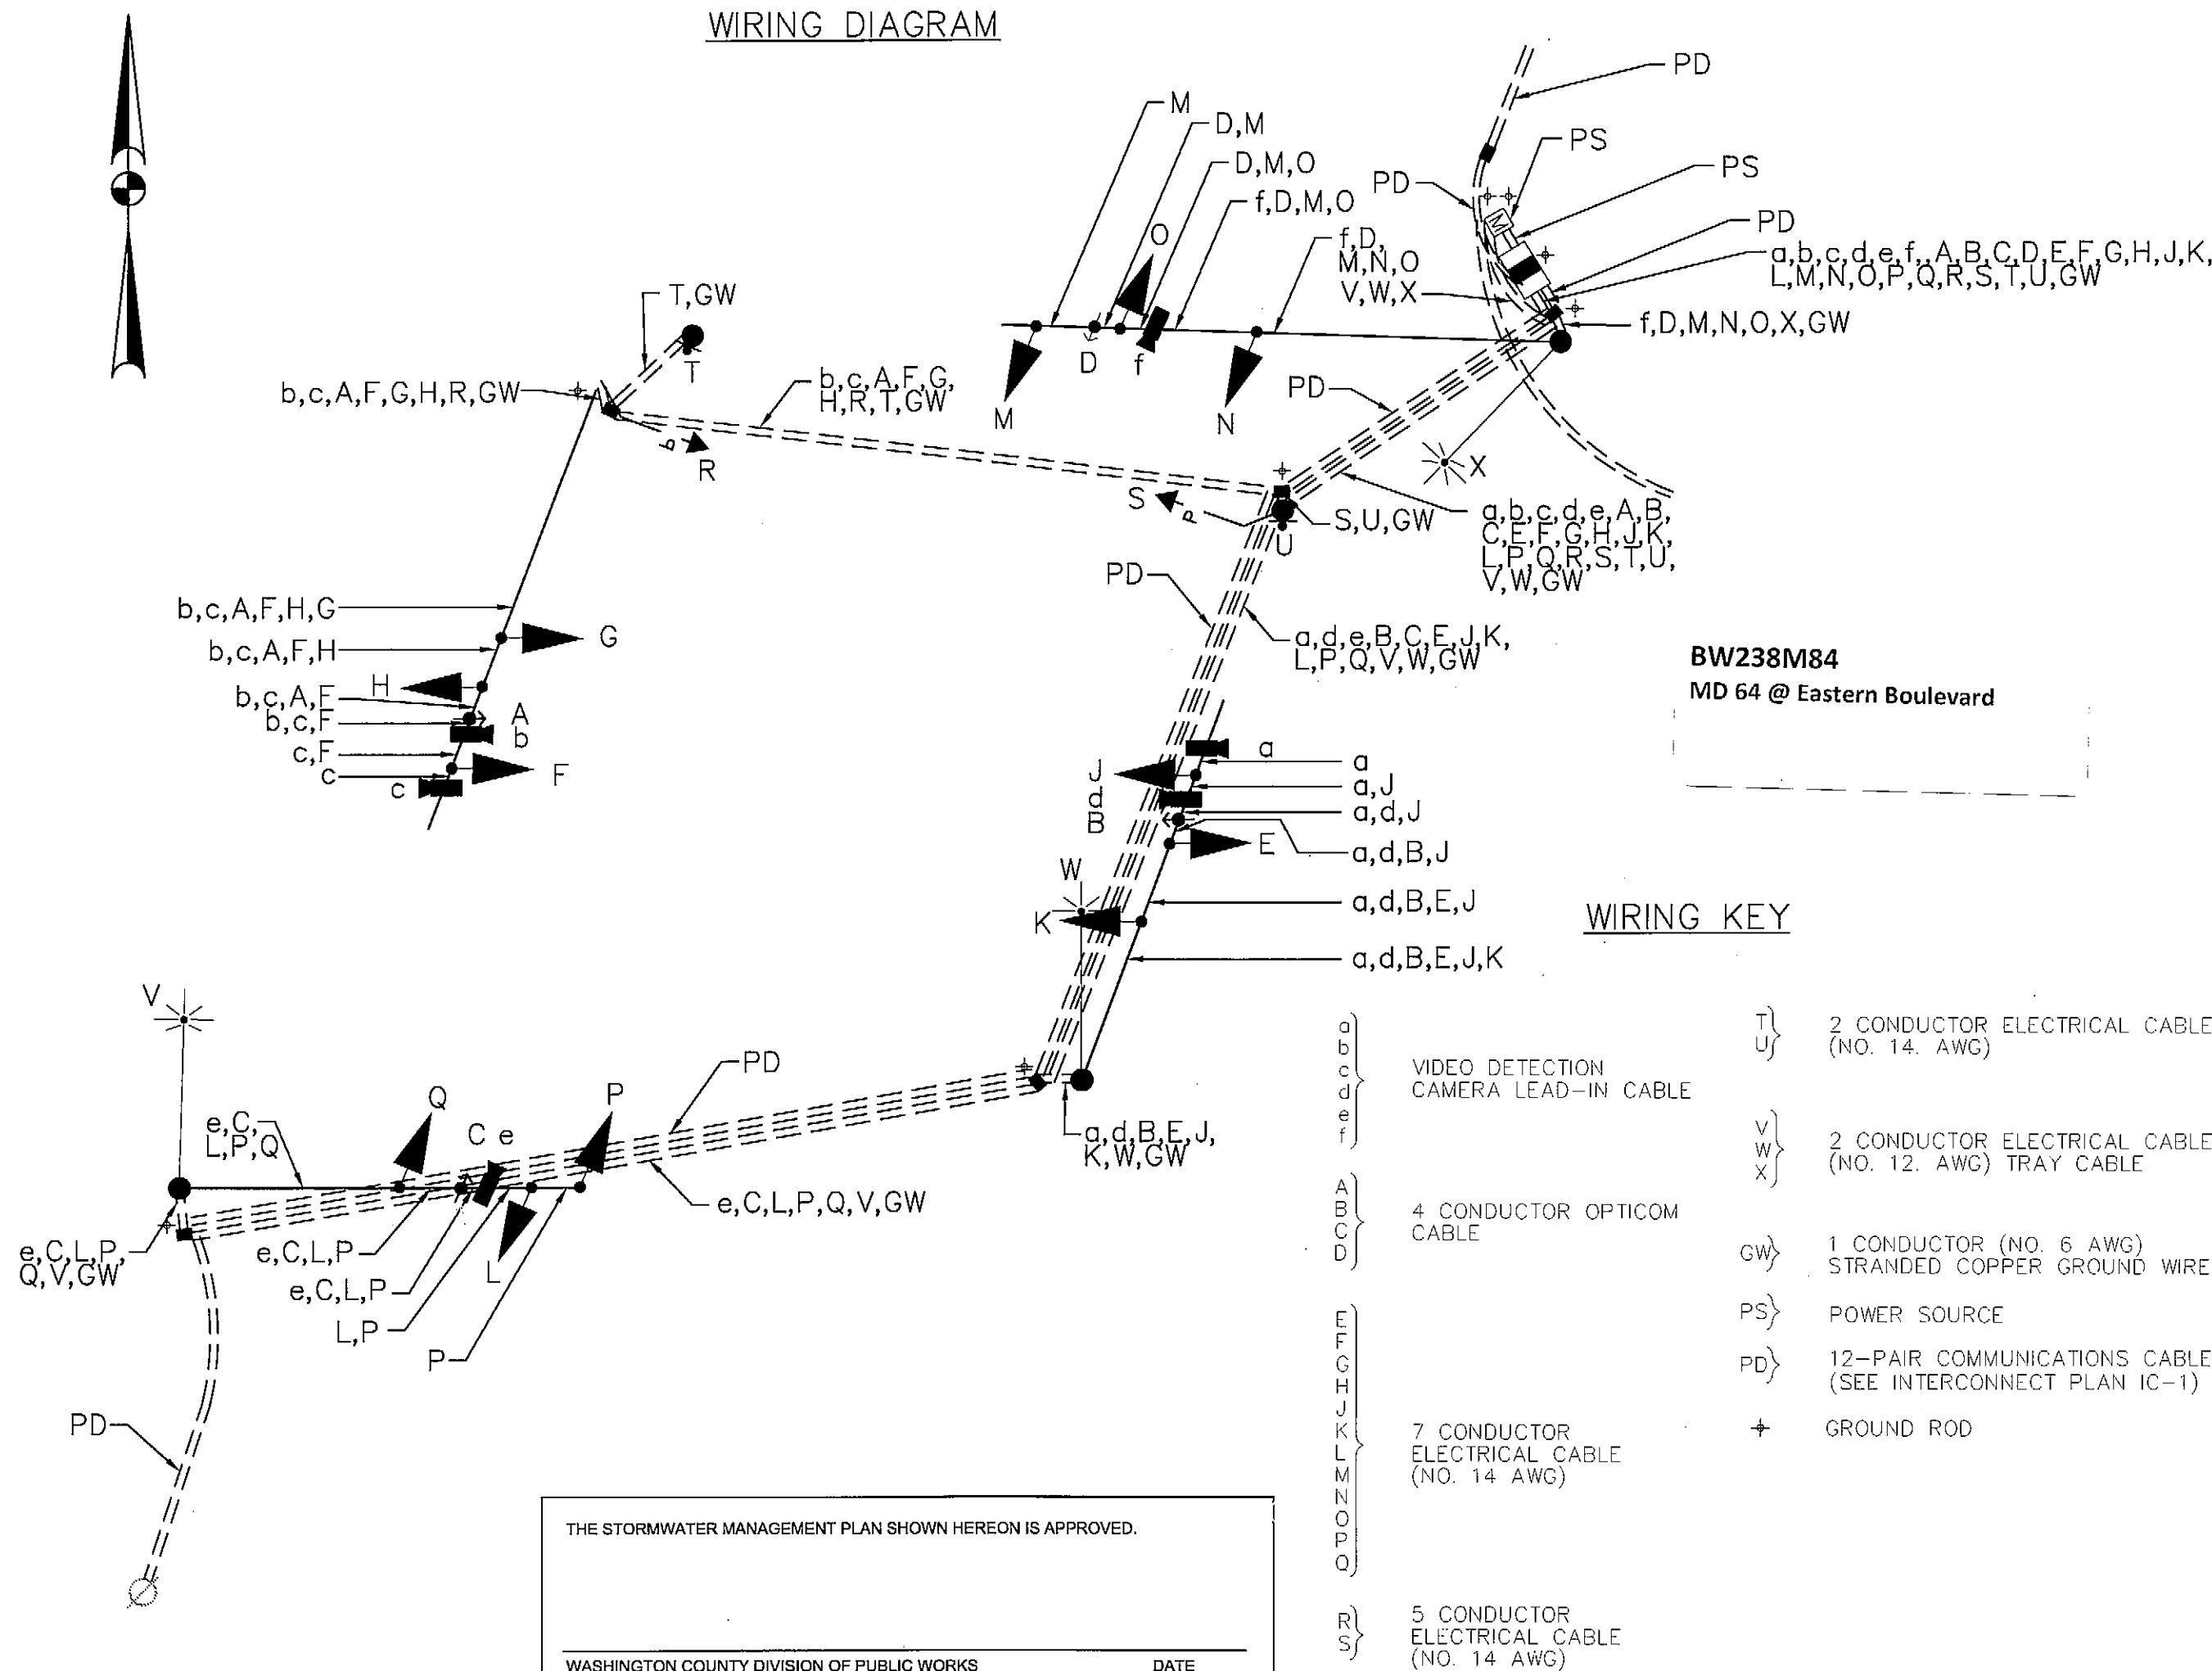 WIRING DIAGRAM
PD
M
D,M
PS
D,M,O
PS
PD
f,D,M,O
PD
O
f,D,
M,N,O
a,b,c,d,e,f,,A,B,C,D,E,F,G,H,J,K,
L,M,N,O,P,Q,R,S,T,U,GW
M
V,W,X
T,GW
f,D,M,N,O,X,GW
T
D
f
b,c,A,F,G,H,R,GW
b,c,A,F,G,
H,R,T,GW
PD
M
N
R
X
S
S,U,GW
U
a,b,c,d,e,A,B,
C,E,F,G,H,J,K,
L,P,Q,R,S,T,U,
V,W,GW
PD
b,c,A,F,H,G
G
a,d,e,B,C,E,J,K,
L,P,Q,V,W,GW
b,c,A,F,H
BW238M84
MD 64 @ Eastern Boulevard
H
b,c,A,F
A
b,c,F
b
c,F
F
c
c
a
a
J
a,J
d
a,d,J
B
E
a,d,B,J
W
a,d,B,E,J
K
a,d,B,E,J,K
WIRING KEY
V
PD
Q
P
e,C,
L,P,Q
C e
a,d,B,E,J,
K,W,GW
e,C,L,P,Q,V,GW
e,C,L,P,
Q,V,GW
e,C,L,P
L
e,C,L,P
L,P
P
PD
a
b
c
d
e
f
VIDEO DETECTION
CAMERA LEAD-IN CABLE
A
B
C
D
4 CONDUCTOR OPTICOM
CABLE
E
F
G
H
J
K
L
M
N
O
P
Q
7 CONDUCTOR
ELECTRICAL CABLE
(NO. 14 AWG)
R
S
5 CONDUCTOR
ELECTRICAL CABLE
(NO. 14 AWG)
T
U
2 CONDUCTOR ELECTRICAL CABLE
(NO. 14. AWG)
V
W
X
2 CONDUCTOR ELECTRICAL CABLE
(NO. 12. AWG) TRAY CABLE
GW
1 CONDUCTOR (NO. 6 AWG)
STRANDED COPPER GROUND WIRE
PS
POWER SOURCE
PD
12-PAIR COMMUNICATIONS CABLE
(SEE INTERCONNECT PLAN IC-1)
GROUND ROD
THE STORMWATER MANAGEMENT PLAN SHOWN HEREON IS APPROVED.
WASHINGTON COUNTY DIVISION OF PUBLIC WORKS DATE